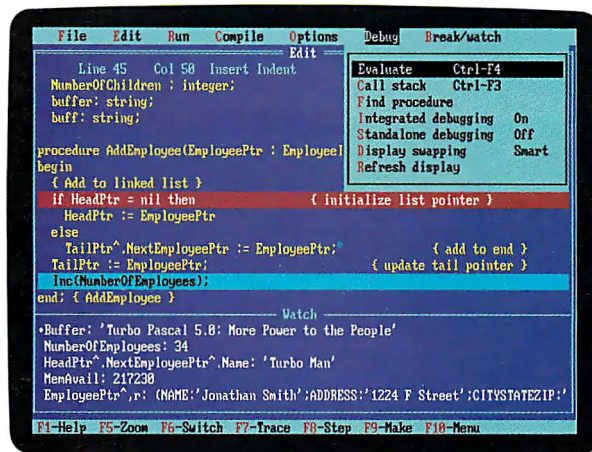 File Edit Run Compile Options Debug Break/watch
Edit
Line 45 Col 50 Insert Indent
NumberOfChildren : integer;
buffer: string;
buff: string;
procedure AddEmployee(EmployeePtr : EmployeeI
begin
{ Add to linked list }
if HeadPtr = nil then { initialize list pointer }
HeadPtr := EmployeePtr
else
TailPtr^.NextEmployeePtr := EmployeePtr; { add to end }
TailPtr := EmployeePtr; { update tail pointer }
Inc(NumberOfEmployees);
end; { AddEmployee }
Evaluate Ctrl-F4
Call stack Ctrl-F3
Find procedure
Integrated debugging On
Standalone debugging Off
Display swapping Smart
Refresh display
Watch
•Buffer: 'Turbo Pascal 5.0: More Power to the People'
NumberOfEmployees: 34
HeadPtr^.NextEmployeePtr^.Name: 'Turbo Man'
MemAvail: 217230
EmployeePtr^,r: (NAME:'Jonathan Smith';ADDRESS:'1224 F Street';CITYSTATEZIP:'
F1-Help F5-Zoom F6-Switch F7-Trace F8-Step F9-Make F10-Menu